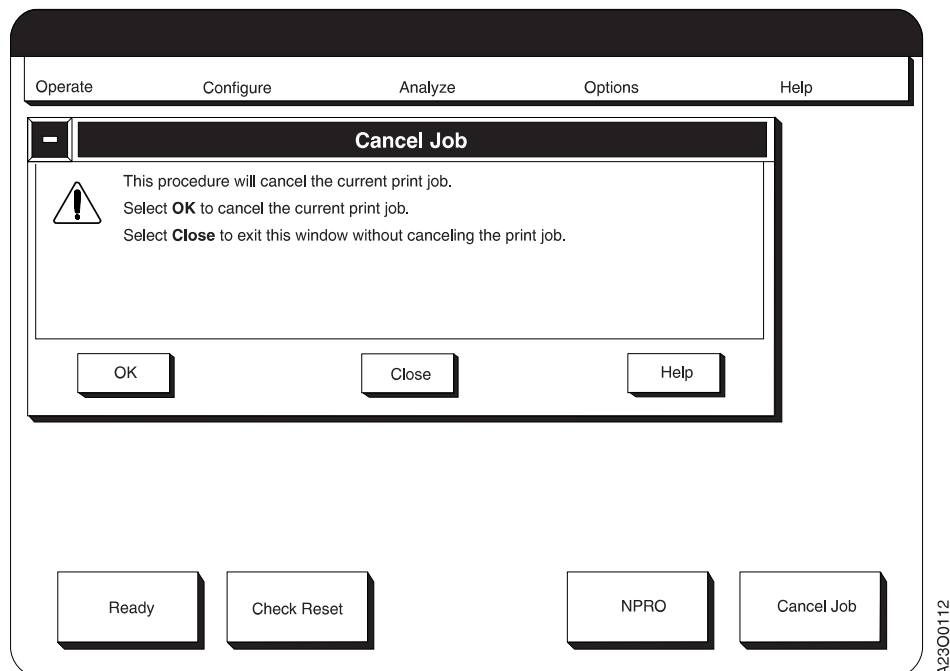 Operate Configure Analyze Options Help
Cancel Job
This procedure will cancel the current print job.
Select OK to cancel the current print job.
Select Close to exit this window without canceling the print job.
OK Close Help
Ready Check Reset NPRO Cancel Job